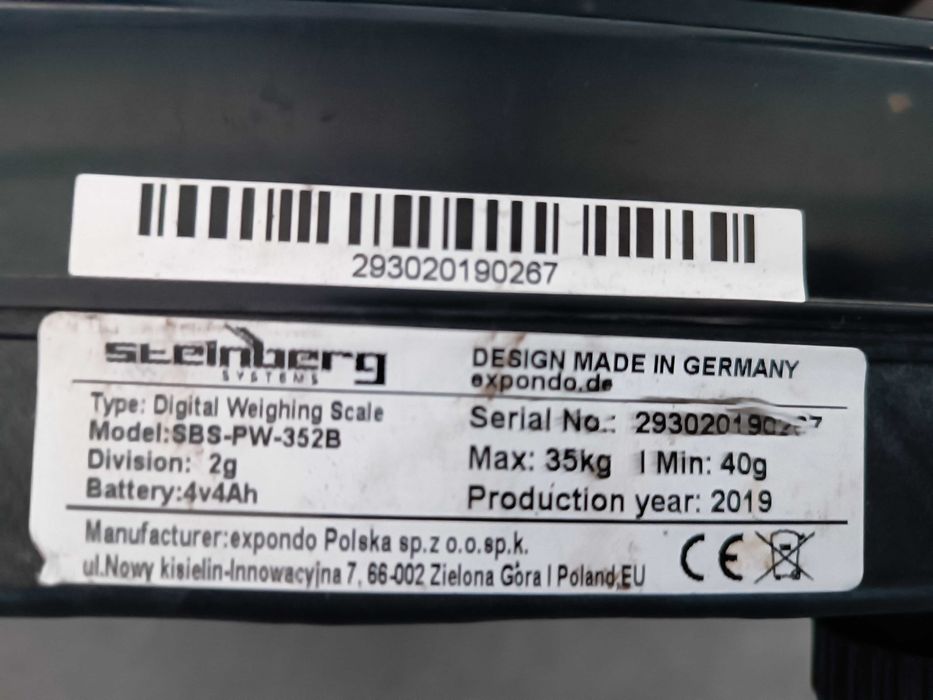 293020190267
steinberg
SYSTEMS
DESIGN MADE IN GERMANY
expondo.de
Type: Digital Weighing Scale
Model:SBS-PW-352B
Division: 2g
Battery:4v4Ah
Serial No.: 293020190267
Max: 35kg | Min: 40g
Production year: 2019
Manufacturer:expondo Polska sp.z o.o.sp.k.
ul.Nowy kisielin-Innowacyjna 7, 66-002 Zielona Góra | Poland,EU
CE